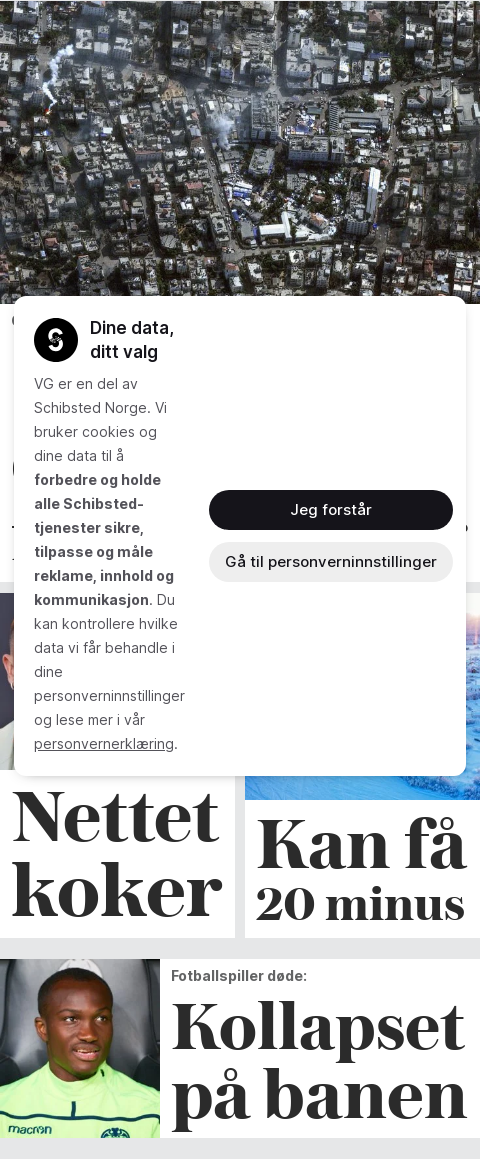 Dine data,
ditt valg
VG er en del av
Schibsted Norge. Vi
bruker cookies og
dine data til å
forbedre og holde
alle Schibsted-
tjenester sikre,
tilpasse og måle
reklame, innhold og
kommunikasjon. Du
kan kontrollere hvilke
data vi får behandle i
dine
personverninnstillinger
og lese mer i vår
personvernerklæring.
Jeg forstår
Gå til personverninnstillinger
Nettet
koker
Kan få
20 minus
Fotballspiller døde:
Kollapset
på banen
macron